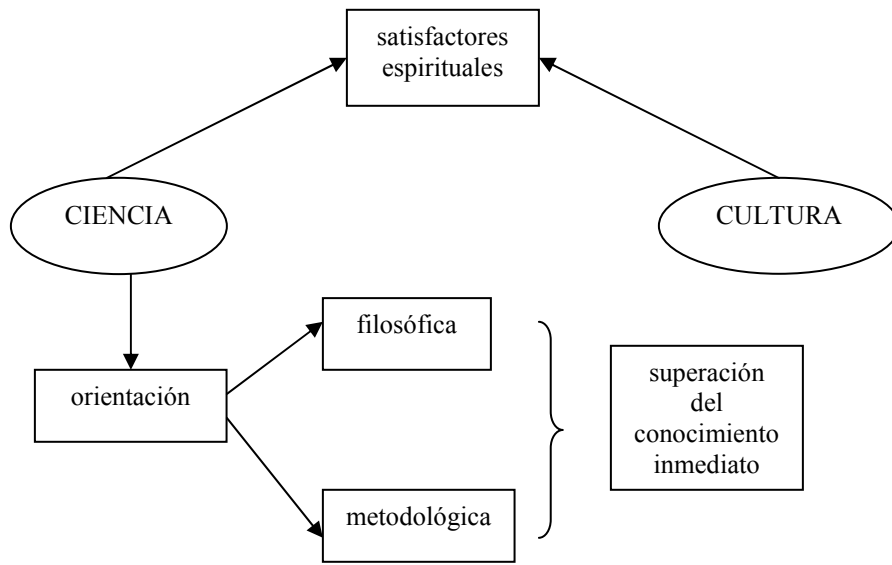 satisfactores
espirituales
CIENCIA
CULTURA
filosófica
orientación
superación
del
conocimiento
inmediato
metodológica